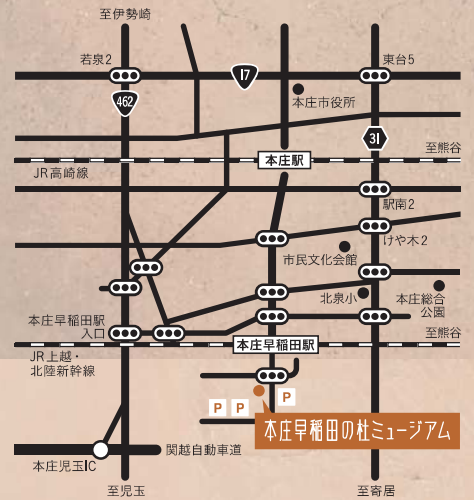 至伊勢崎
若泉2
17
東台5
462
本庄市役所
31
本庄駅
至熊谷
JR高崎線
駅南2
けや木2
市民文化会館
北泉小
本庄総合
公園
本庄早稲田駅
入口
本庄早稲田駅
至熊谷
JR上越・
北陸新幹線
P
P
P
本庄早稲田の杜ミュージアム
関越自動車道
本庄児玉IC
至児玉
至寄居